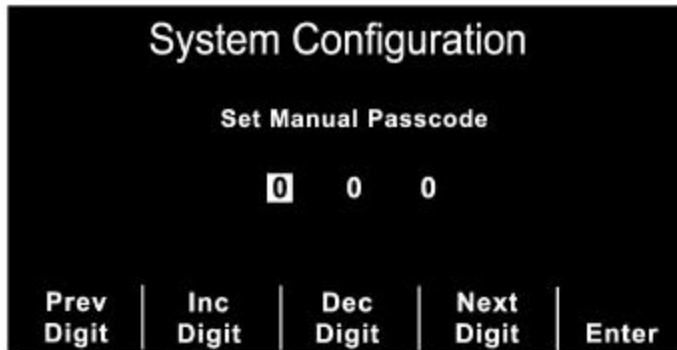 System Configuration
Set Manual Passcode
0 0 0
Prev Inc Dec Next
Digit Digit Digit Digit Enter